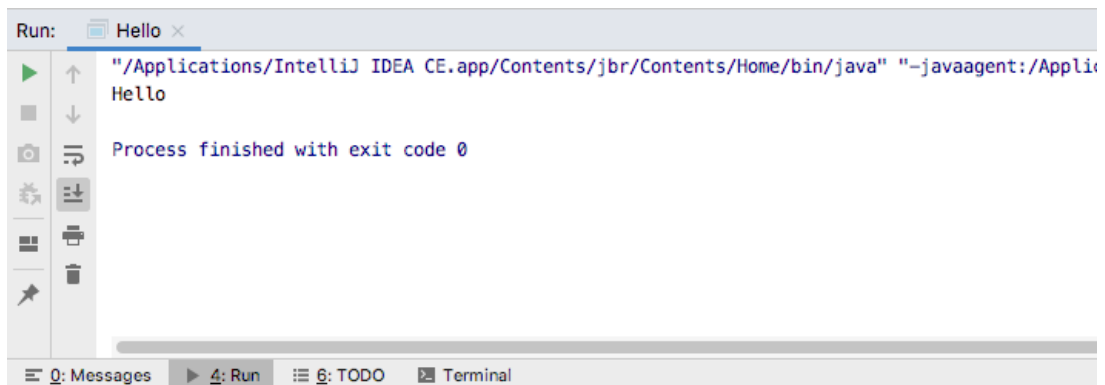 Run: Hello
"/Applications/IntelliJ IDEA CE.app/Contents/jbr/Contents/Home/bin/java" "-javaagent:/Applic
Hello
Process finished with exit code 0
0: Messages 4: Run 6: TODO Terminal